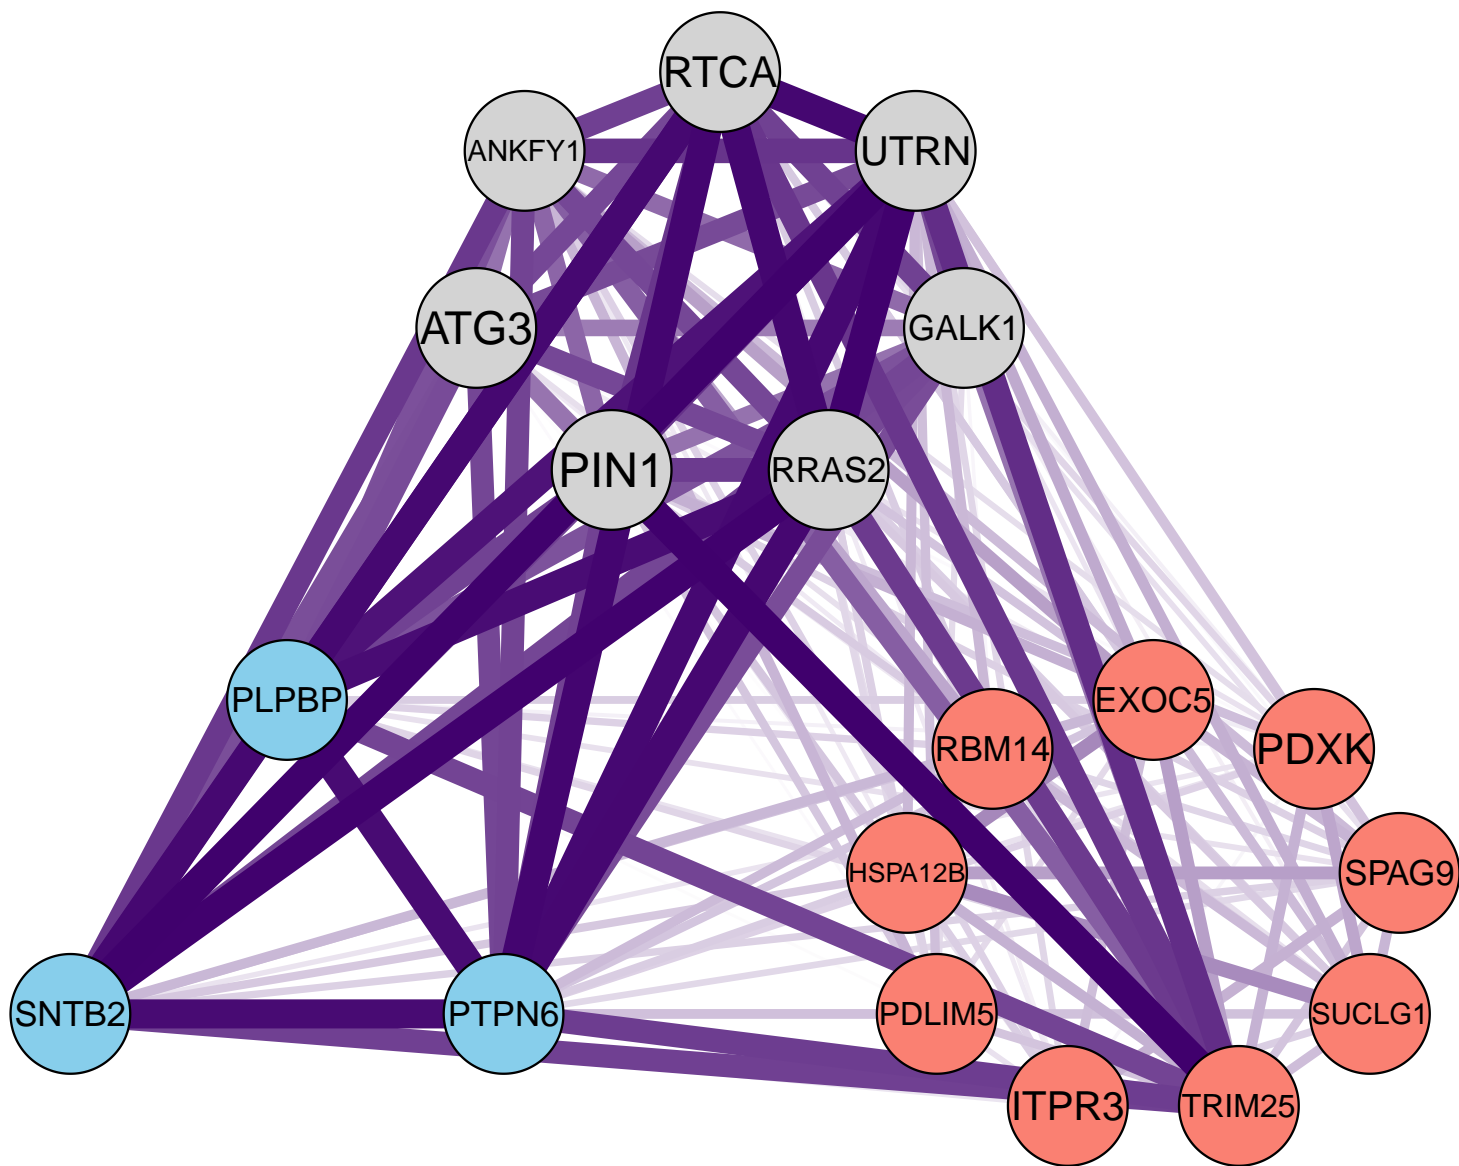 RTCA
ANKFY1
UTRN
ATG3
GALK1
PIN1
RRAS2
PLPBP
EXOC5
RBM14
PDXK
HSPA12B
SPAG9
SNTB2
PTPN6
PDLIM5
SUCLG1
ITPR3
TRIM25